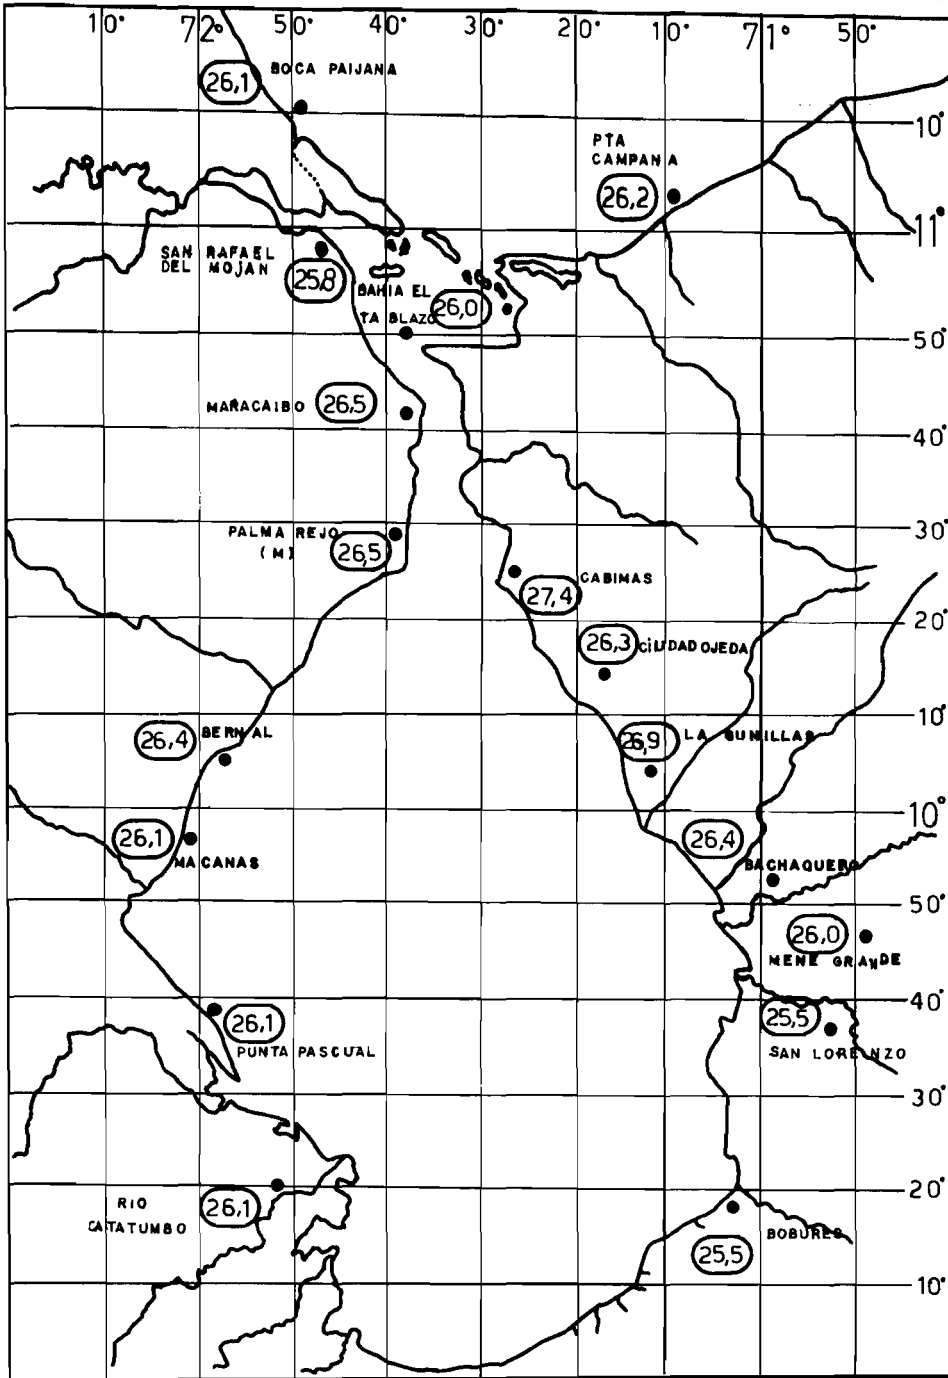 10° 72° 50° 40° 30° 20° 10° 71° 50°
26,1 BOCA PAIJANA
10°
PTA
CAMPANA
26,2
11°
SAN RAFAEL
DEL MOJAN
25,8
BAHIA EL
TA BLAZO
26,0
50°
MARACAIBO 26,5
40°
30°
PALMA REJO
(M)
26,5
CABIMAS
27,4
20°
26,3 CIUDAD OJEDA
10°
26,4 BERNAL
26,9 LA GUNILLAS
10°
26,1
MACANAS
26,4
BACHAQUERO
50°
26,0
MENE GRANDE
40°
26,1
PUNTA PASCUAL
25,5
SAN LORENZO
30°
20°
RIO
CATATUMBO
26,1
BOBURES
25,5
10°